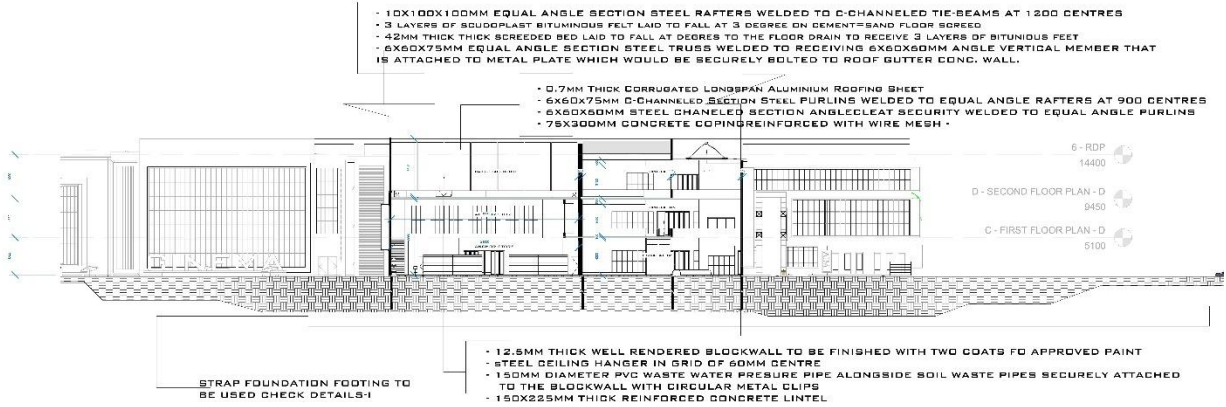 - 10X100X100MM EQUAL ANGLE SECTION STEEL RAFTERS WELDED TO C-CHANNELED TIE-BEAMS AT 1200 CENTRES
- 3 LAYERS OF SCUDOPLAST BITUMINOUS FELT LAID TO FALL AT 3 DEGREE ON CEMENT=SAND FLOOR SCREED
- 42MM THICK THICK SCREEDED BED LAID TO FALL AT DEGRES TO THE FLOOR DRAIN TO RECEIVE 3 LAYERS OF BITUNIOUS FEET
- 6X60X75MM EQUAL ANGLE SECTION STEEL TRUSS WELDED TO RECEIVING 6X60X60MM ANGLE VERTICAL MEMBER THAT
IS ATTACHED TO METAL PLATE WHICH WOULD BE SECURELY BOLTED TO ROOF GUTTER CONC. WALL.
- 0.7MM THICK CORRUGATED LONGSPAN ALUMINIUM ROOFING SHEET
- 6X60X75MM C-CHANNELED SECTION STEEL PURLINS WELDED TO EQUAL ANGLE RAFTERS AT 900 CENTRES
- 6X60X60MM STEEL CHANELED SECTION ANGLECLEAT SECURITY WELDED TO EQUAL ANGLE PURLINS
- 75X300MM CONCRETE COPINGREINFORCED WITH WIRE MESH -
6 - RDP
14400
D - SECOND FLOOR PLAN - D
9450
C - FIRST FLOOR PLAN - D
5100
CINEMA
- 12.5MM THICK WELL RENDERED BLOCKWALL TO BE FINISHED WITH TWO COATS FO APPROVED PAINT
- STEEL CEILING HANGER IN GRID OF 60MM CENTRE
- 150MM DIAMETER PVC WASTE WATER PRESURE PIPE ALONGSIDE SOIL WASTE PIPES SECURELY ATTACHED
TO THE BLOCKWALL WITH CIRCULAR METAL CLIPS
- 150X225MM THICK REINFORCED CONCRETE LINTEL
STRAP FOUNDATION FOOTING TO
BE USED CHECK DETAILS-I